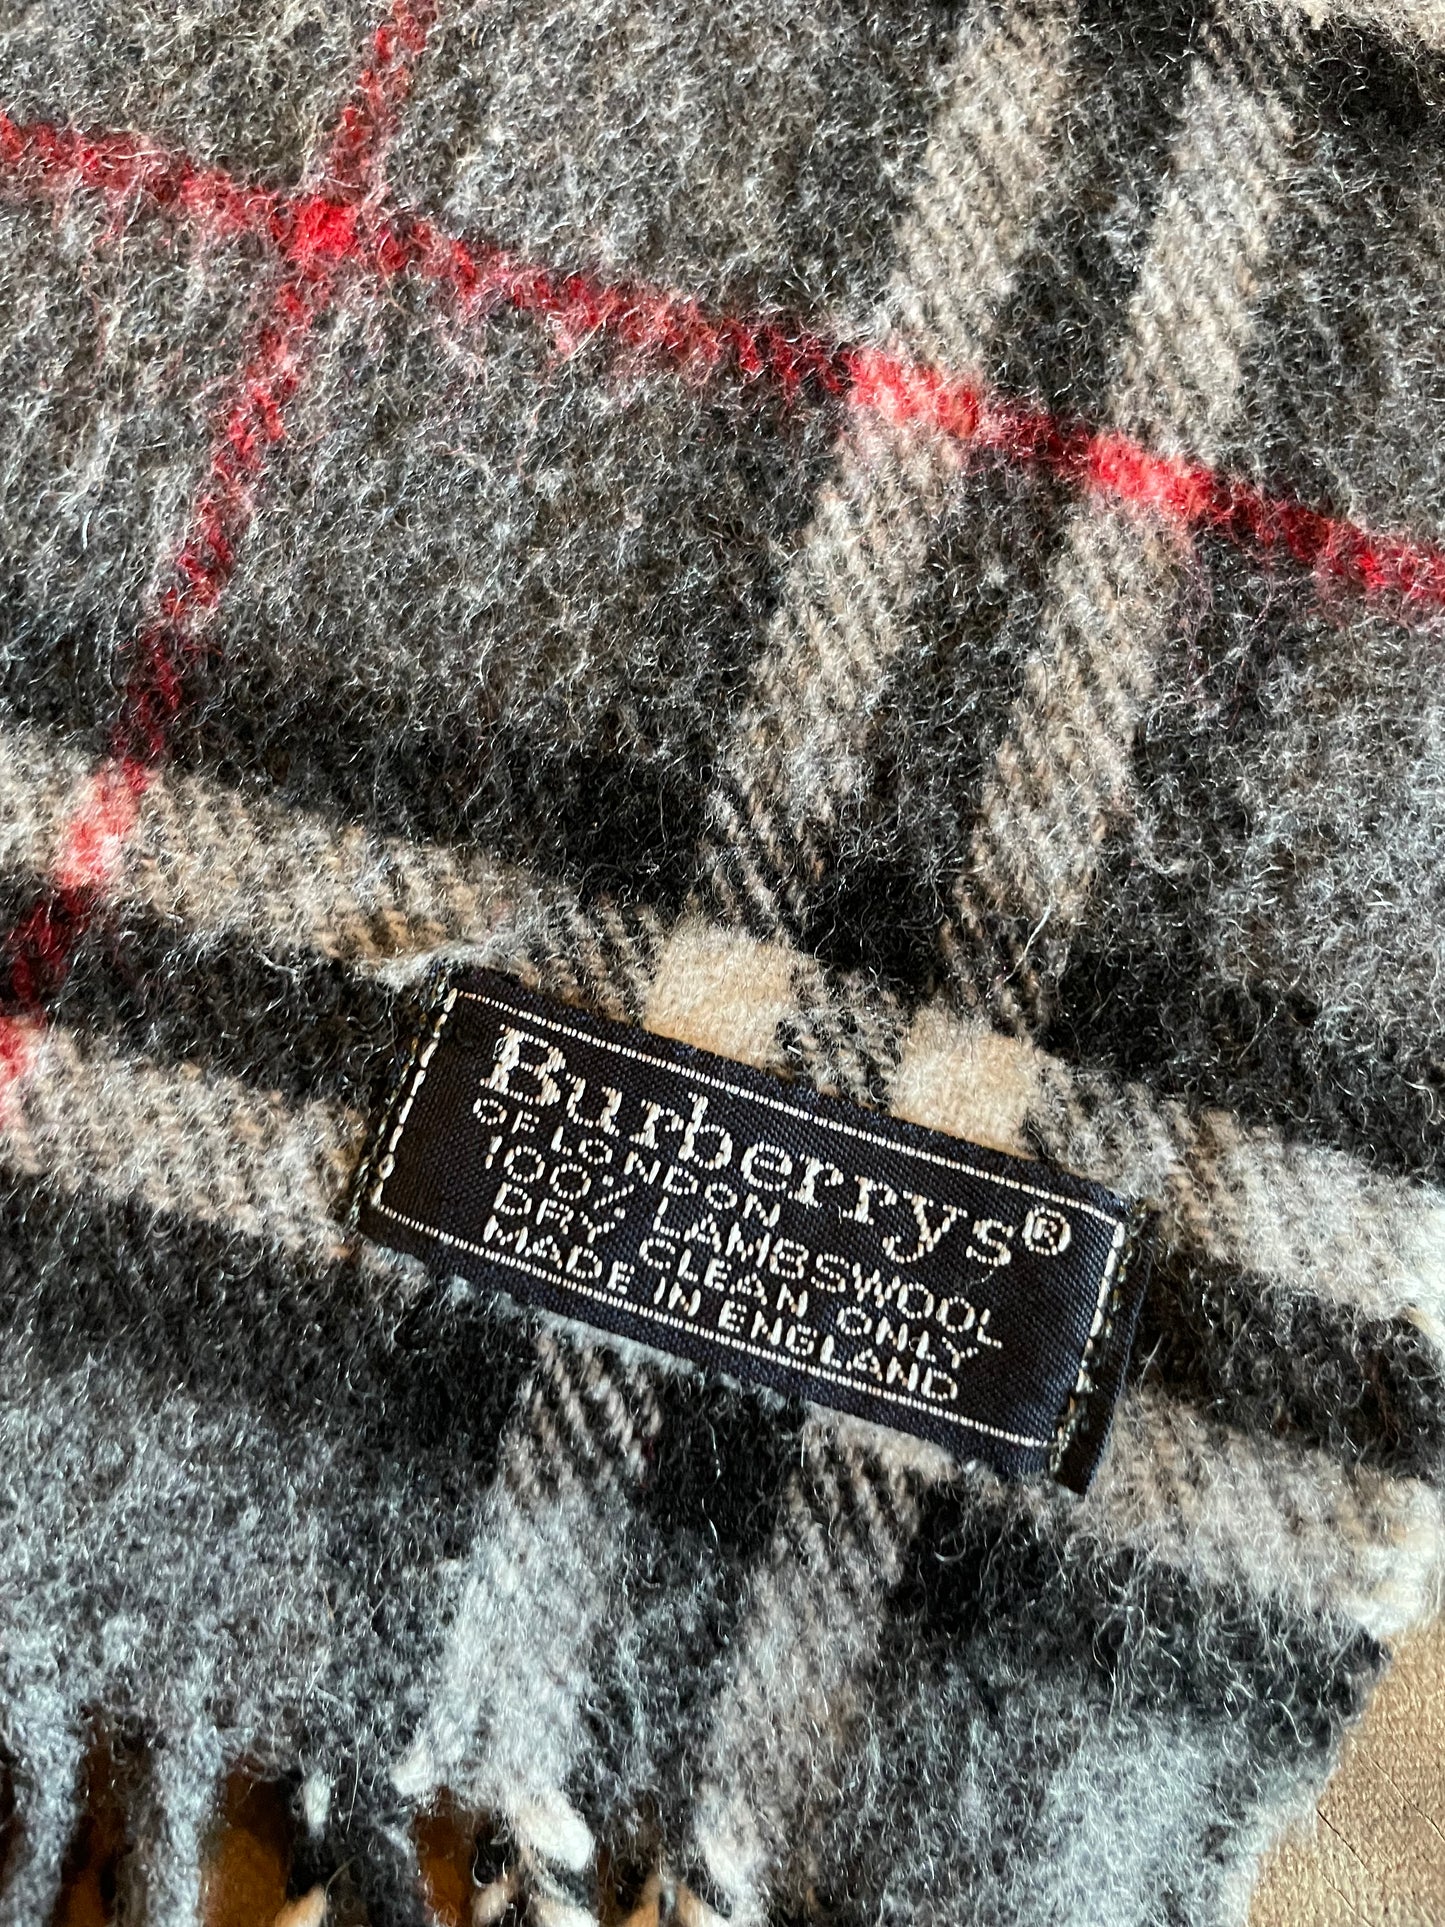 Burberrys®
OF LONDON
100% LAMBSWOOL
DRY CLEAN ONLY
MADE IN ENGLAND